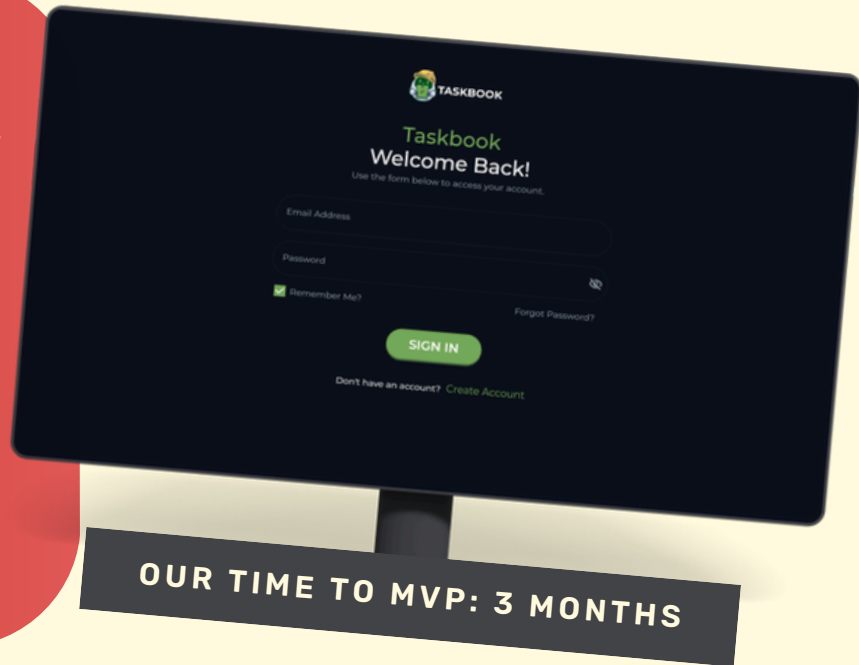 TASKBOOK
Taskbook
Welcome Back!
Use the form below to access your account.
Email Address
Password
Remember Me?
Forgot Password?
SIGN IN
Don't have an account? Create Account
OUR TIME TO MVP: 3 MONTHS